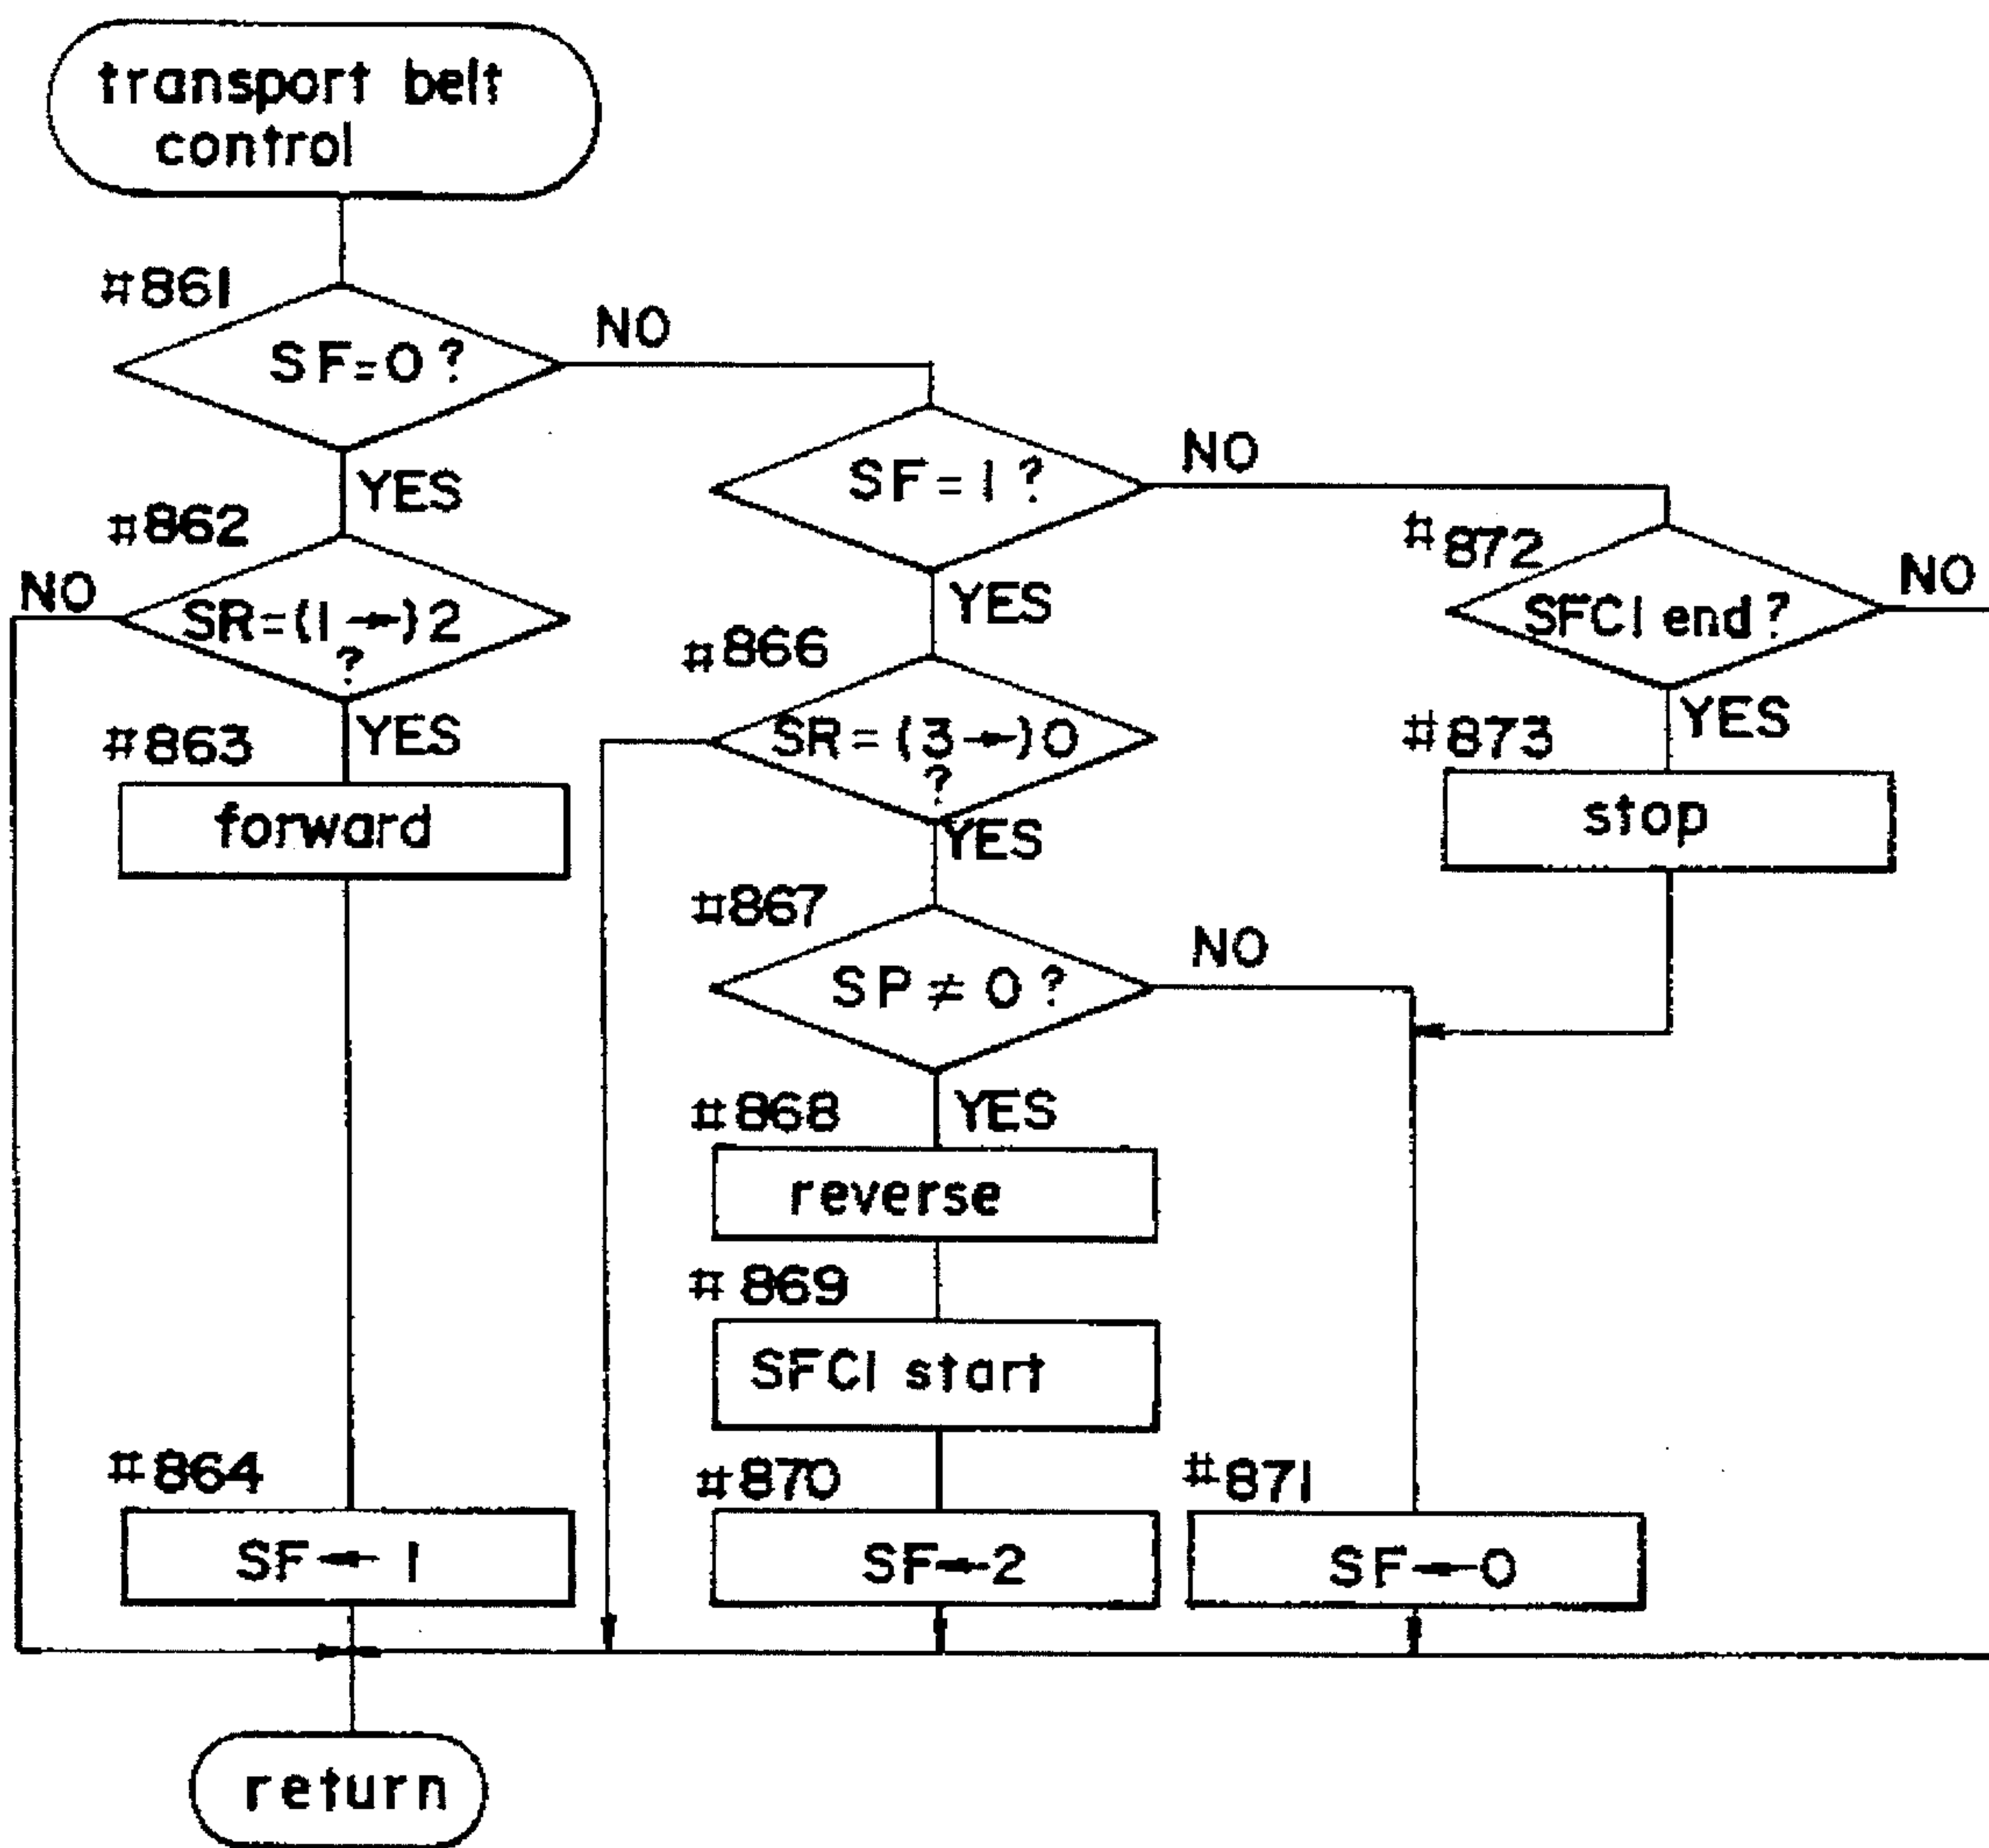 transport belt
control
#861
SF=0?
NO
YES
SF=1?
NO
YES
#862
NO
SR=(1→)2
?
YES
#863
forward
#864
SF←1
#866
SR=(3→)0
?
YES
#867
SP≠0?
NO
YES
#868
reverse
#869
SFC1 start
#870
SF←2
#872
SFC1 end?
NO
YES
#873
stop
#871
SF←0
return